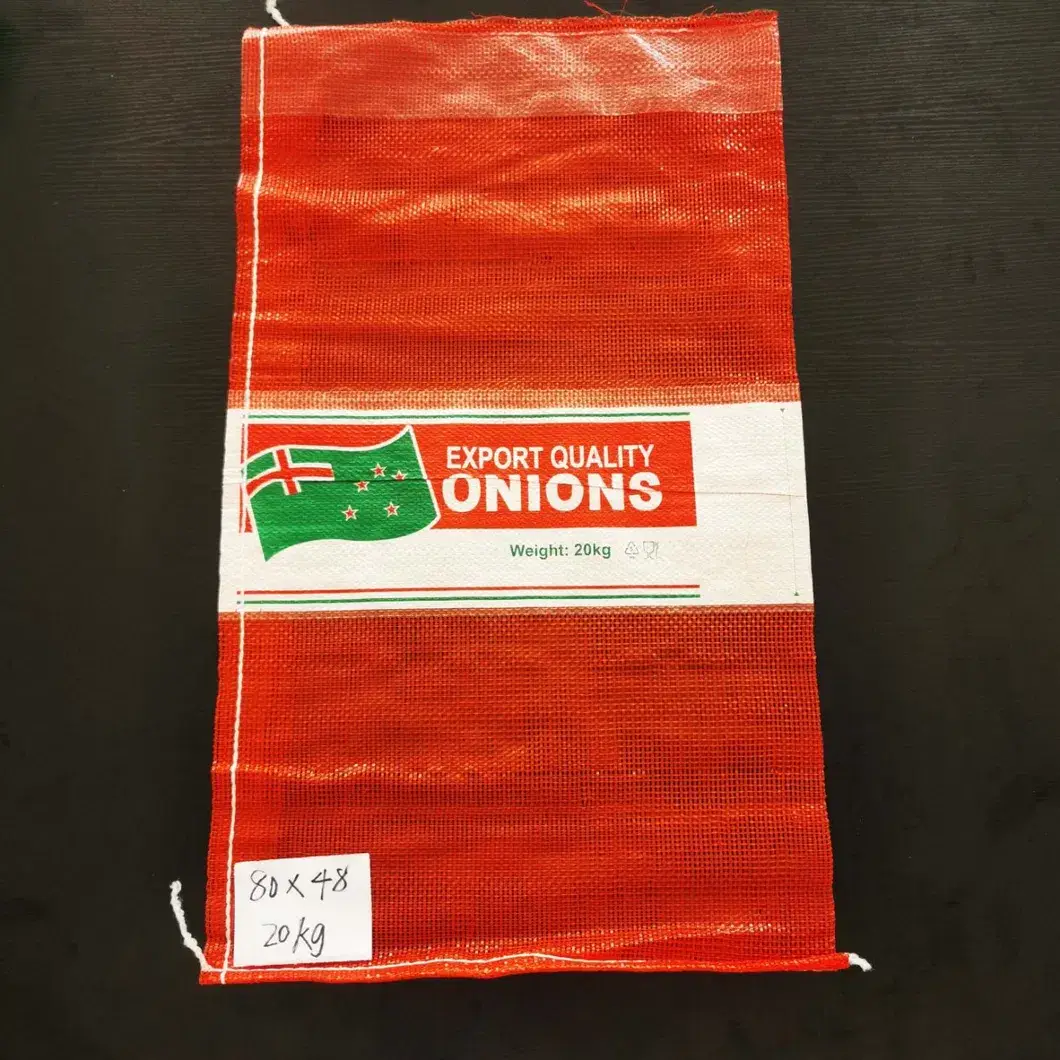 EXPORT QUALITY
ONIONS
Weight: 20kg
80 x 48
20kg